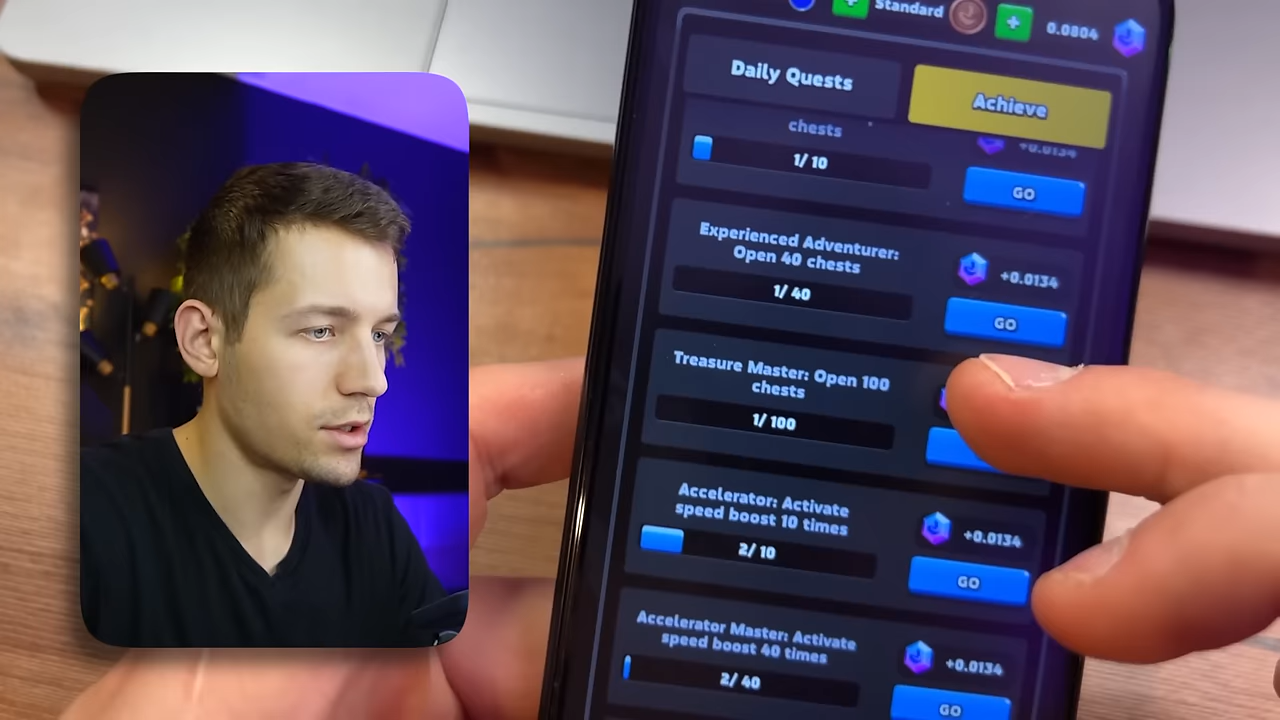 Standard
0.0804
Daily Quests
Achieve
chests
+0.0134
1/ 10
GO
Experienced Adventurer:
Open 40 chests
+0.0134
1/ 40
GO
Treasure Master: Open 100
chests
1/ 100
Accelerator: Activate
speed boost 10 times
+0.0134
2/ 10
GO
Accelerator Master: Activate
speed boost 40 times
+0.0134
2/ 40
GO